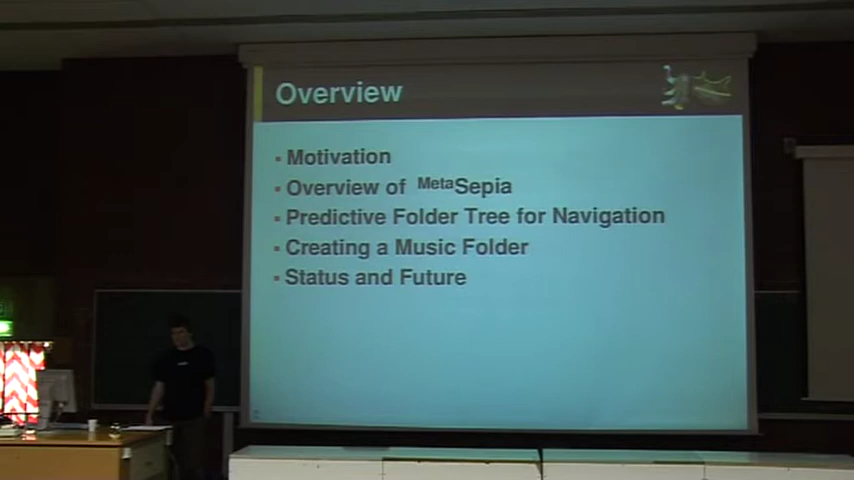 Overview
▪ Motivation
▪ Overview of MetaSepia
▪ Predictive Folder Tree for Navigation
▪ Creating a Music Folder
▪ Status and Future